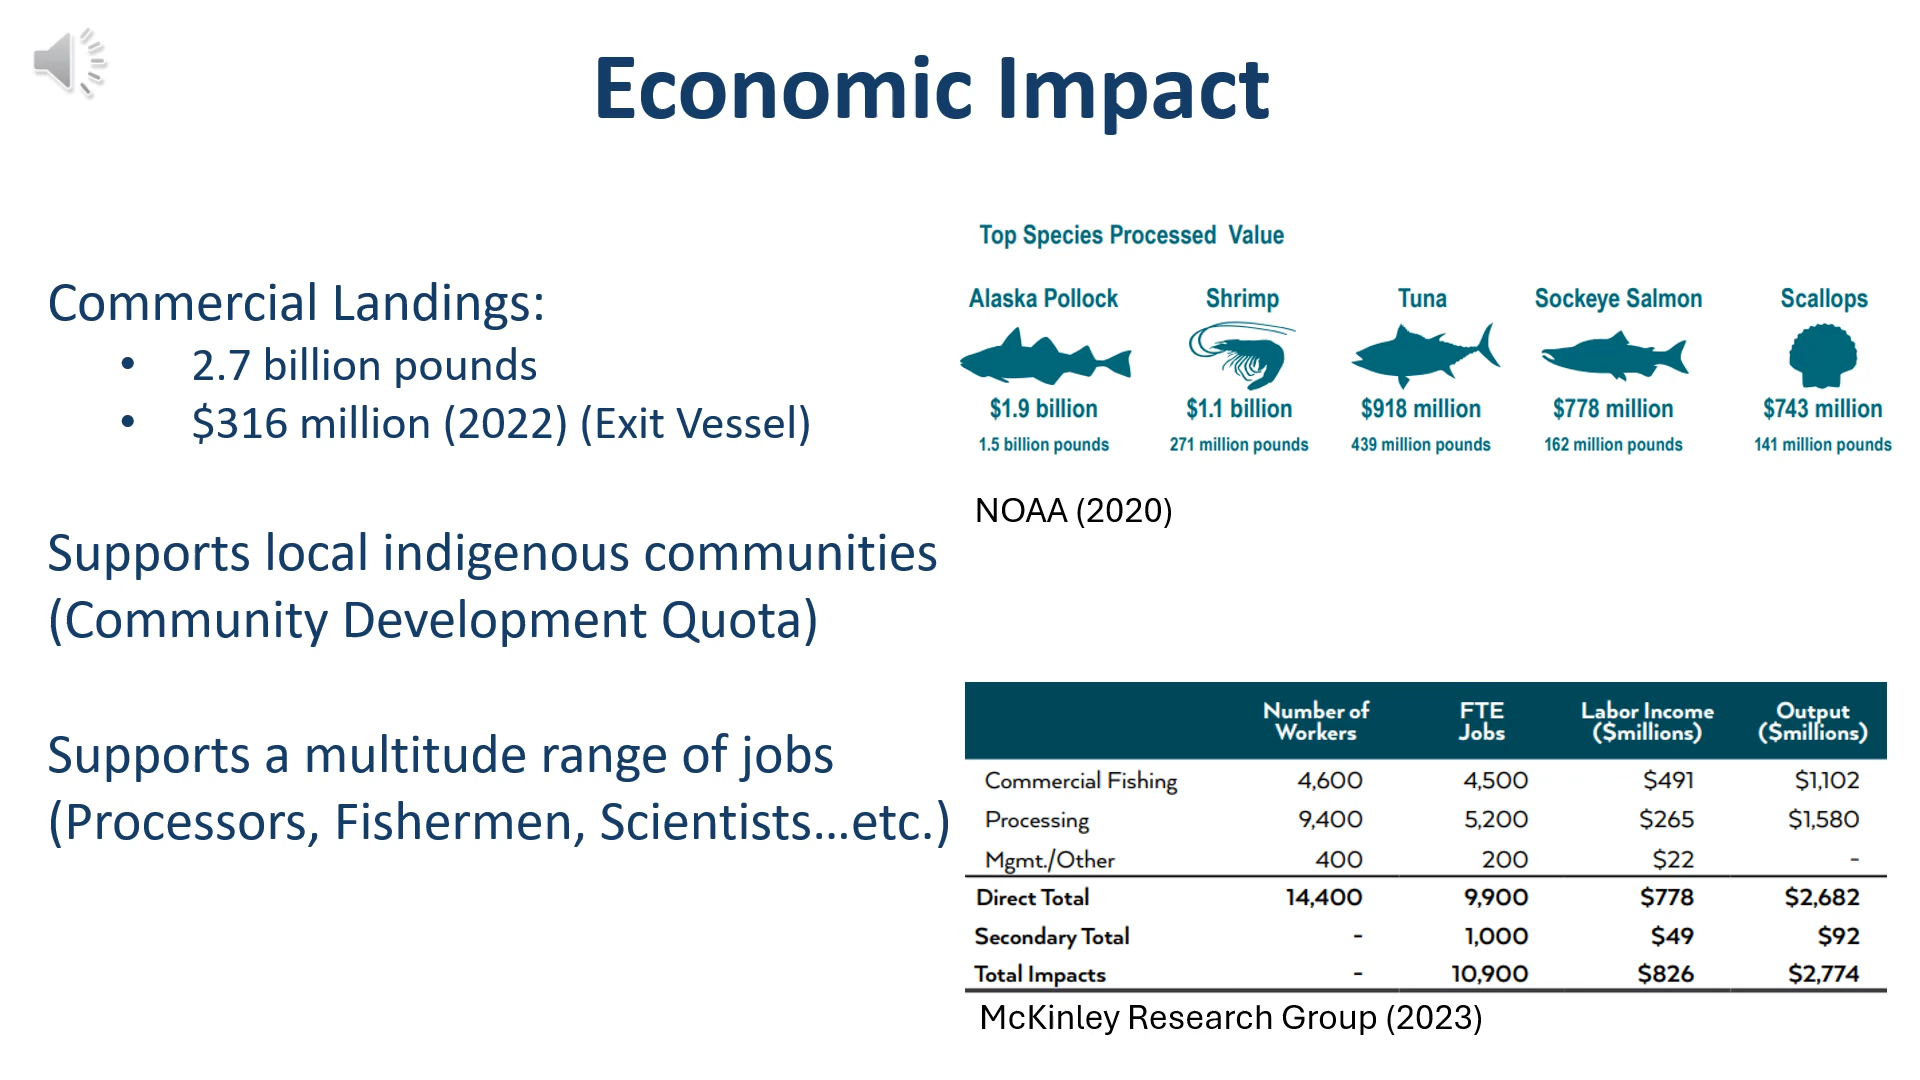 Economic Impact
Commercial Landings:
• 2.7 billion pounds
• $316 million (2022) (Exit Vessel)
Supports local indigenous communities
(Community Development Quota)
Supports a multitude range of jobs
(Processors, Fishermen, Scientists...etc.)
Top Species Processed Value
Alaska Pollock Shrimp Tuna Sockeye Salmon Scallops
$1.9 billion $1.1 billion $918 million $778 million $743 million
1.5 billion pounds 271 million pounds 439 million pounds 162 million pounds 141 million pounds
NOAA (2020)
Number of Workers FTE Jobs Labor Income ($millions) Output ($millions)
Commercial Fishing 4,600 4,500 $491 $1,102
Processing 9,400 5,200 $265 $1,580
Mgmt./Other 400 200 $22 -
Direct Total 14,400 9,900 $778 $2,682
Secondary Total - 1,000 $49 $92
Total Impacts - 10,900 $826 $2,774
McKinley Research Group (2023)